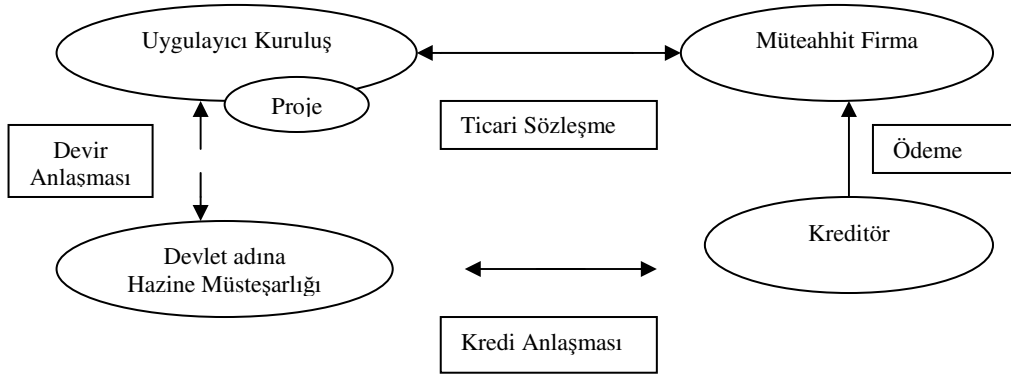 Uygulayıcı Kuruluş
Müteahhit Firma
Proje
Ticari Sözleşme
Devir
Anlaşması
Ödeme
Kreditör
Devlet adına
Hazine Müsteşarlığı
Kredi Anlaşması